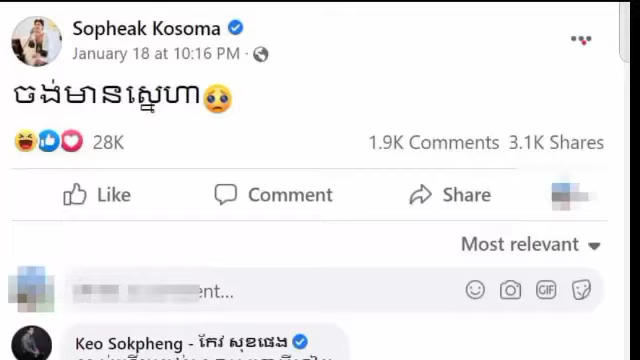 Sopheak Kosoma
January 18 at 10:16 PM ·
ចង់មានស្នេហា🥺
28K 1.9K Comments 3.1K Shares
Like Comment Share
Most relevant
GIF
Keo Sokpheng - កែវ សុខផេង